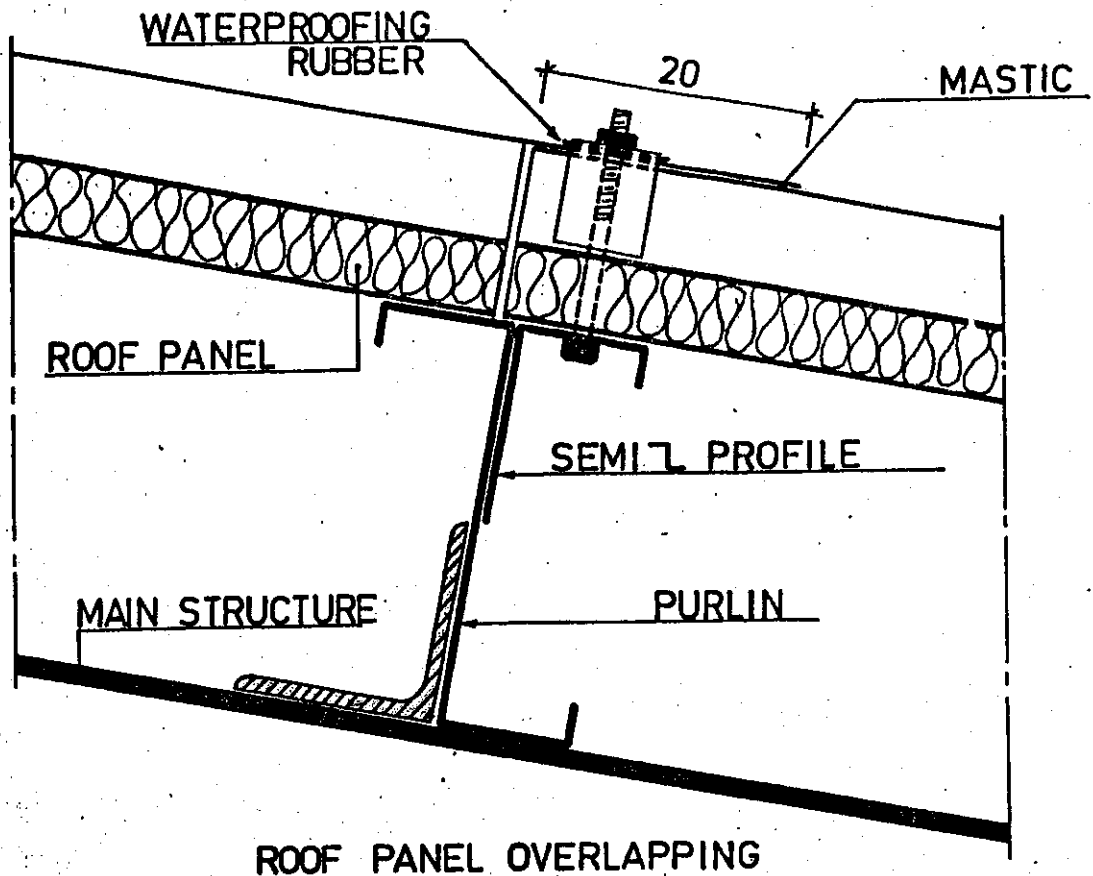 WATERPROOFING
RUBBER
20
MASTIC
ROOF PANEL
SEMI Z PROFILE
MAIN STRUCTURE
PURLIN
ROOF PANEL OVERLAPPING